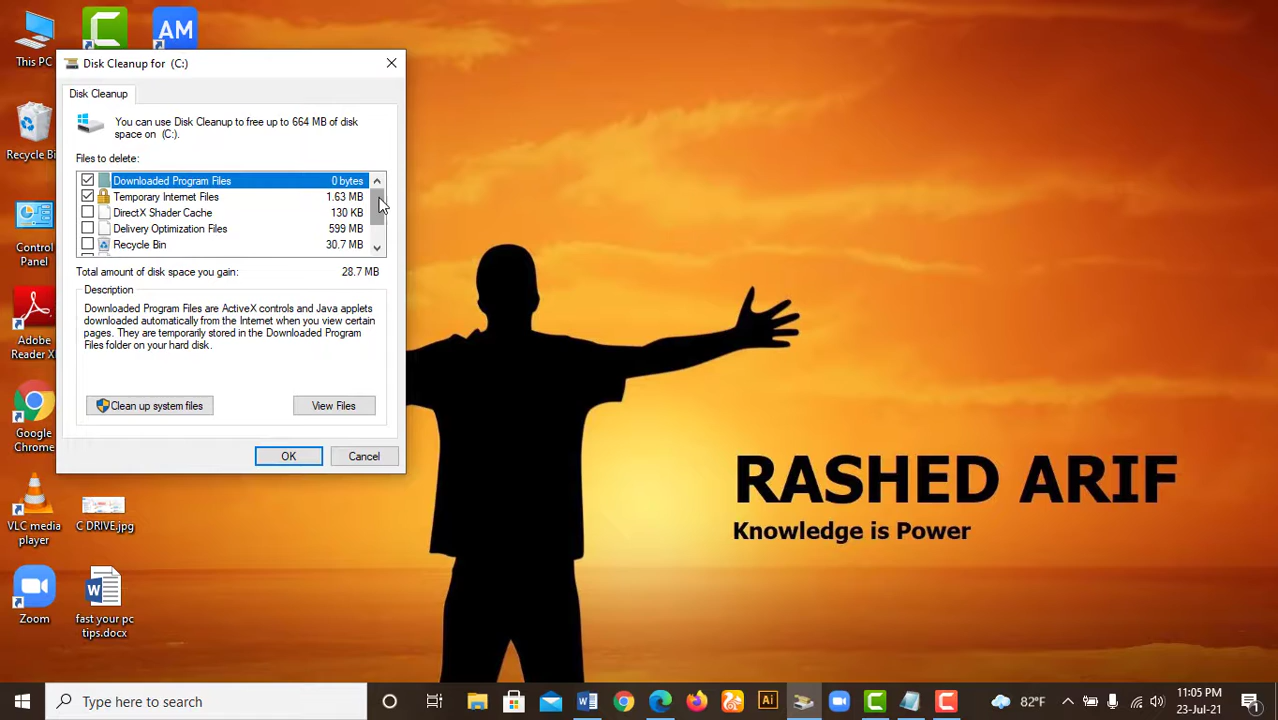 This PC
AM
Disk Cleanup for (C:)
Disk Cleanup
You can use Disk Cleanup to free up to 664 MB of disk
space on (C:).
Files to delete:
Downloaded Program Files 0 bytes
Temporary Internet Files 1.63 MB
DirectX Shader Cache 130 KB
Delivery Optimization Files 599 MB
Recycle Bin 30.7 MB
Total amount of disk space you gain: 28.7 MB
Description
Downloaded Program Files are ActiveX controls and Java applets
downloaded automatically from the Internet when you view certain
pages. They are temporarily stored in the Downloaded Program
Files folder on your hard disk.
Clean up system files
View Files
OK
Cancel
Recycle Bi
Control
Panel
Adobe
Reader X
Google
Chrome
VLC media
player
C DRIVE.jpg
Zoom
fast your pc
tips.docx
RASHED ARIF
Knowledge is Power
Type here to search
Ai
82°F
11:05 PM
23-Jul-21
1